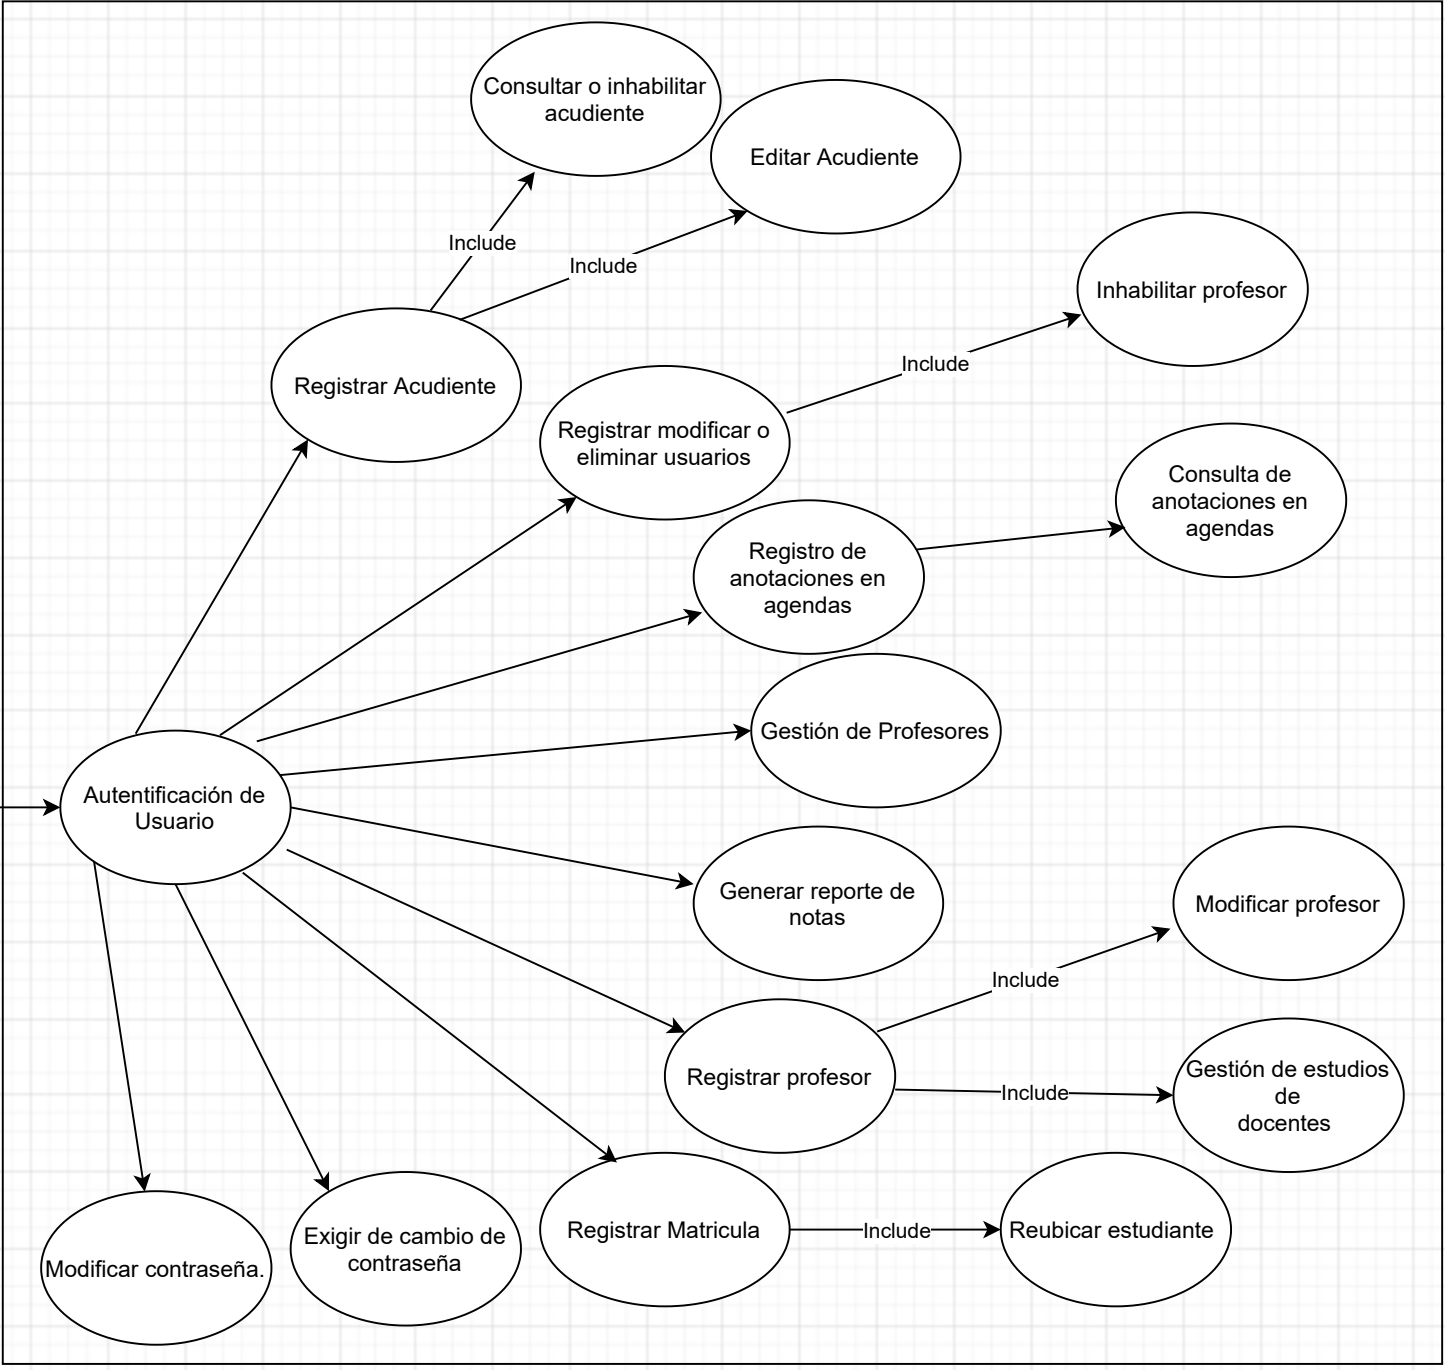 Consultar o inhabilitar
acudiente
Editar Acudiente
Include
Include
Inhabilitar profesor
Include
Registrar Acudiente
Registrar modificar o
eliminar usuarios
Consulta de
anotaciones en
agendas
Registro de
anotaciones en
agendas
Gestión de Profesores
Autentificación de
Usuario
Generar reporte de
notas
Modificar profesor
Include
Registrar profesor
Include
Gestión de estudios
de
docentes
Modificar contraseña.
Exigir de cambio de
contraseña
Registrar Matricula
Include
Reubicar estudiante